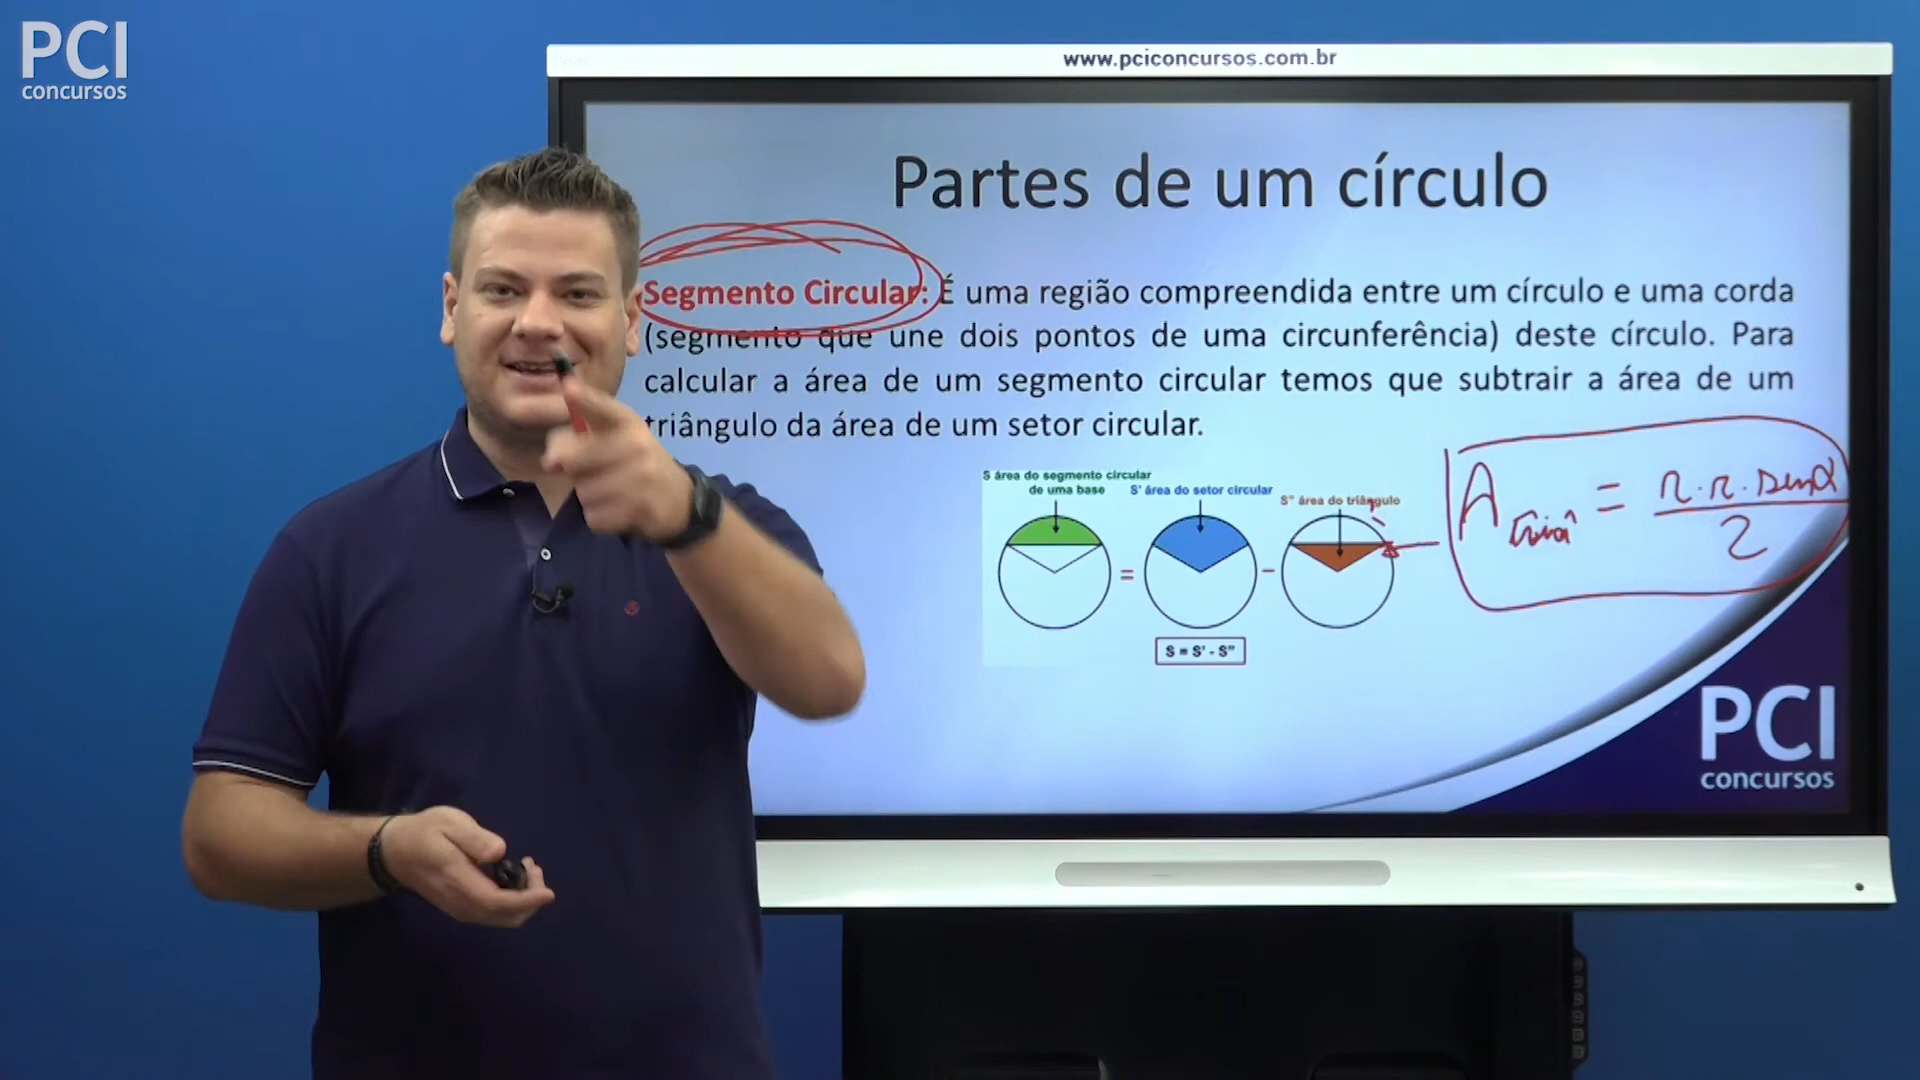 PCI
concursos
www.pciconcursos.com.br
Partes de um círculo
Segmento Circular: É uma região compreendida entre um círculo e uma corda
(segmento que une dois pontos de uma circunferência) deste círculo. Para
calcular a área de um segmento circular temos que subtrair a área de um
triângulo da área de um setor circular.
S área do segmento circular
de uma base
S' área do setor circular
S" área do triângulo
= -
S = S' - S"
A = r.r.senα
2
PCI
concursos